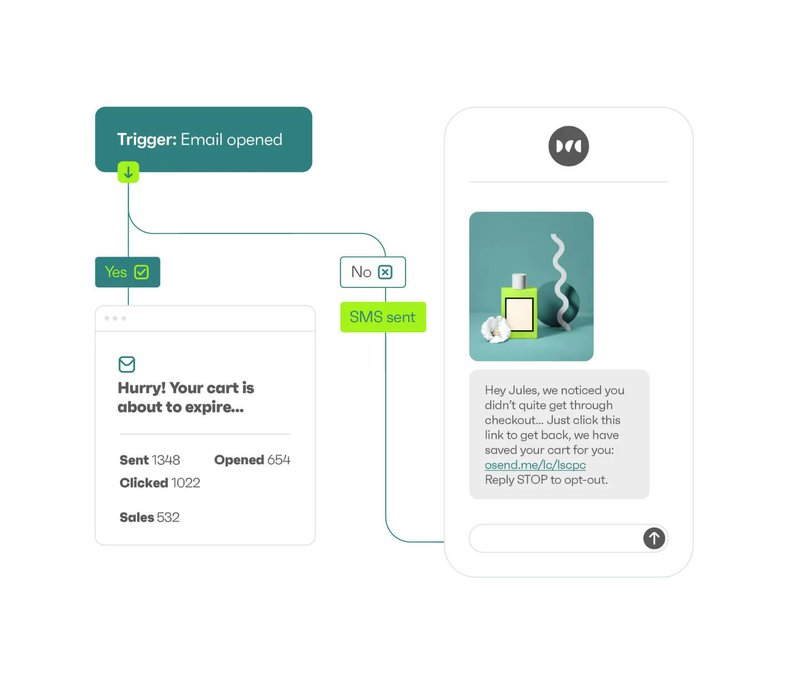 Trigger: Email opened
Yes
No
SMS sent
Hurry! Your cart is
about to expire...
Sent 1348 Opened 654
Clicked 1022
Sales 532
Hey Jules, we noticed you
didn't quite get through
checkout... Just click this
link to get back, we have
saved your cart for you:
osend.me/lc/lscpc
Reply STOP to opt-out.